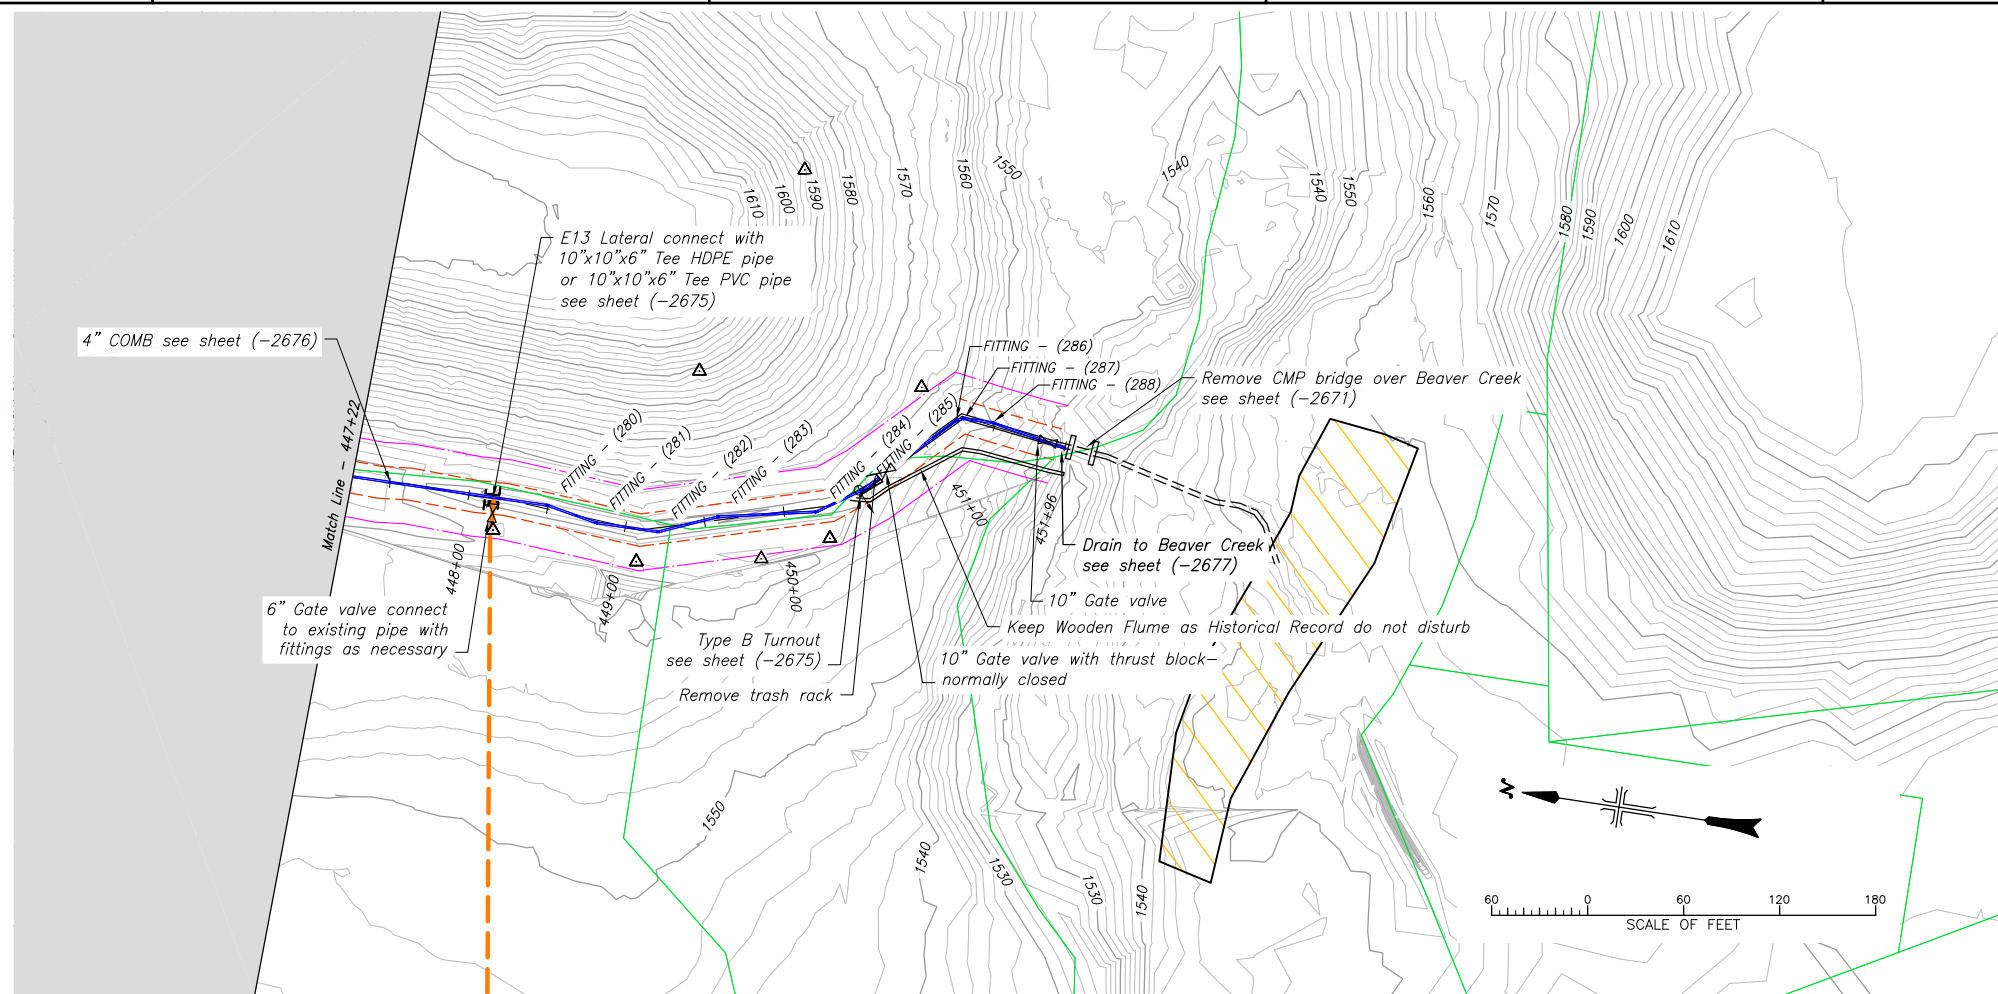 E13 Lateral connect with
10"x10"x6" Tee HDPE pipe
or 10"x10"x6" Tee PVC pipe
see sheet (-2675)
4" COMB see sheet (-2676)
Match Line - 447+22
6" Gate valve connect
to existing pipe with
fittings as necessary
448+00
449+00
450+00
451+00
451+96
FITTING - (280)
FITTING - (281)
FITTING - (282)
FITTING - (283)
FITTING - (284)
FITTING - (285)
FITTING - (286)
FITTING - (287)
FITTING - (288)
Remove CMP bridge over Beaver Creek
see sheet (-2671)
Drain to Beaver Creek
see sheet (-2677)
10" Gate valve
Keep Wooden Flume as Historical Record do not disturb
10" Gate valve with thrust block-
normally closed
Type B Turnout
see sheet (-2675)
Remove trash rack
1610
1600
1590
1580
1570
1560
1550
1540
1540
1550
1560
1570
1580
1590
1600
1610
1550
1540
1530
1530
1540
N
60 0 60 120 180
SCALE OF FEET